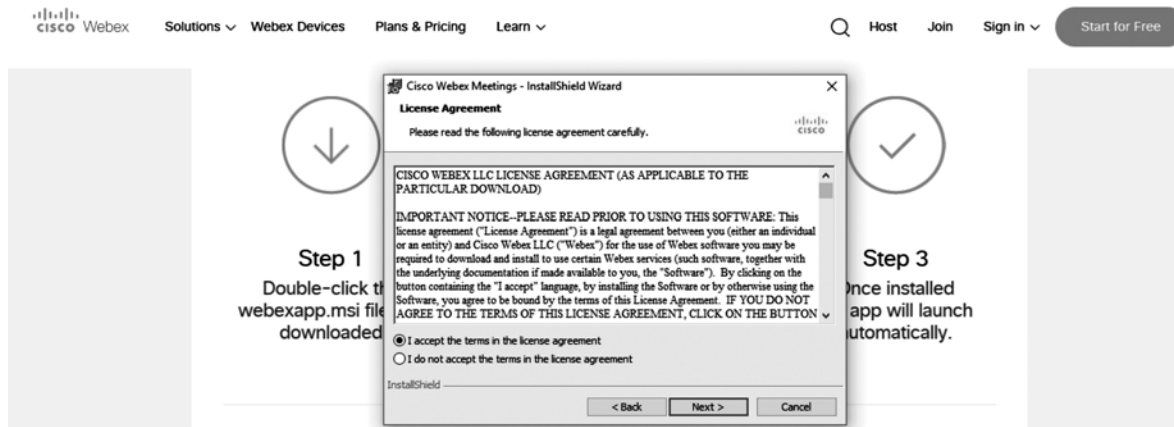 cisco Webex Solutions Webex Devices Plans & Pricing Learn Host Join Sign in Start for Free
Cisco Webex Meetings - InstallShield Wizard
License Agreement
Please read the following license agreement carefully.
cisco
CISCO WEBEX LLC LICENSE AGREEMENT (AS APPLICABLE TO THE
PARTICULAR DOWNLOAD)
IMPORTANT NOTICE--PLEASE READ PRIOR TO USING THIS SOFTWARE: This
license agreement ("License Agreement") is a legal agreement between you (either an individual
or an entity) and Cisco Webex LLC ("Webex") for the use of Webex software you may be
required to download and install to use certain Webex services (such software, together with
the underlying documentation if made available to you, the "Software"). By clicking on the
button containing the "I accept" language, by installing the Software or by otherwise using the
Software, you agree to be bound by the terms of this License Agreement. IF YOU DO NOT
AGREE TO THE TERMS OF THIS LICENSE AGREEMENT, CLICK ON THE BUTTON
I accept the terms in the license agreement
I do not accept the terms in the license agreement
InstallShield
< Back Next > Cancel
Step 1
Double-click
webexapp.msi file
downloaded
Step 3
installed
app will launch
automatically.